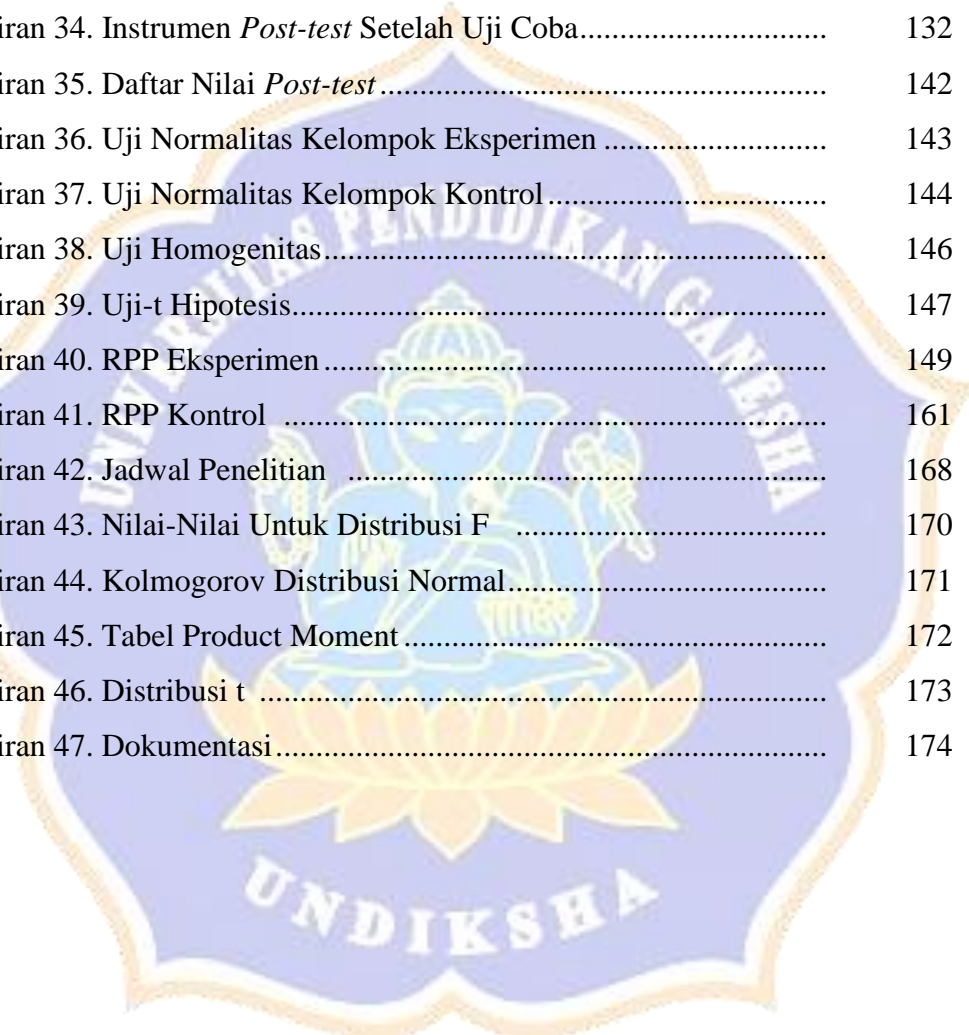 iran 34. Instrumen Post-test Setelah Uji Coba.............................. 132
iran 35. Daftar Nilai Post-test...................................................... 142
iran 36. Uji Normalitas Kelompok Eksperimen ........................... 143
iran 37. Uji Normalitas Kelompok Kontrol.................................. 144
iran 38. Uji Homogenitas............................................................. 146
iran 39. Uji-t Hipotesis................................................................. 147
iran 40. RPP Eksperimen............................................................. 149
iran 41. RPP Kontrol .................................................................. 161
iran 42. Jadwal Penelitian .......................................................... 168
iran 43. Nilai-Nilai Untuk Distribusi F ...................................... 170
iran 44. Kolmogorov Distribusi Normal....................................... 171
iran 45. Tabel Product Moment................................................... 172
iran 46. Distribusi t ..................................................................... 173
iran 47. Dokumentasi................................................................... 174
UNIVERSITAS PENDIDIKAN GANESHA
UNDIKSHA